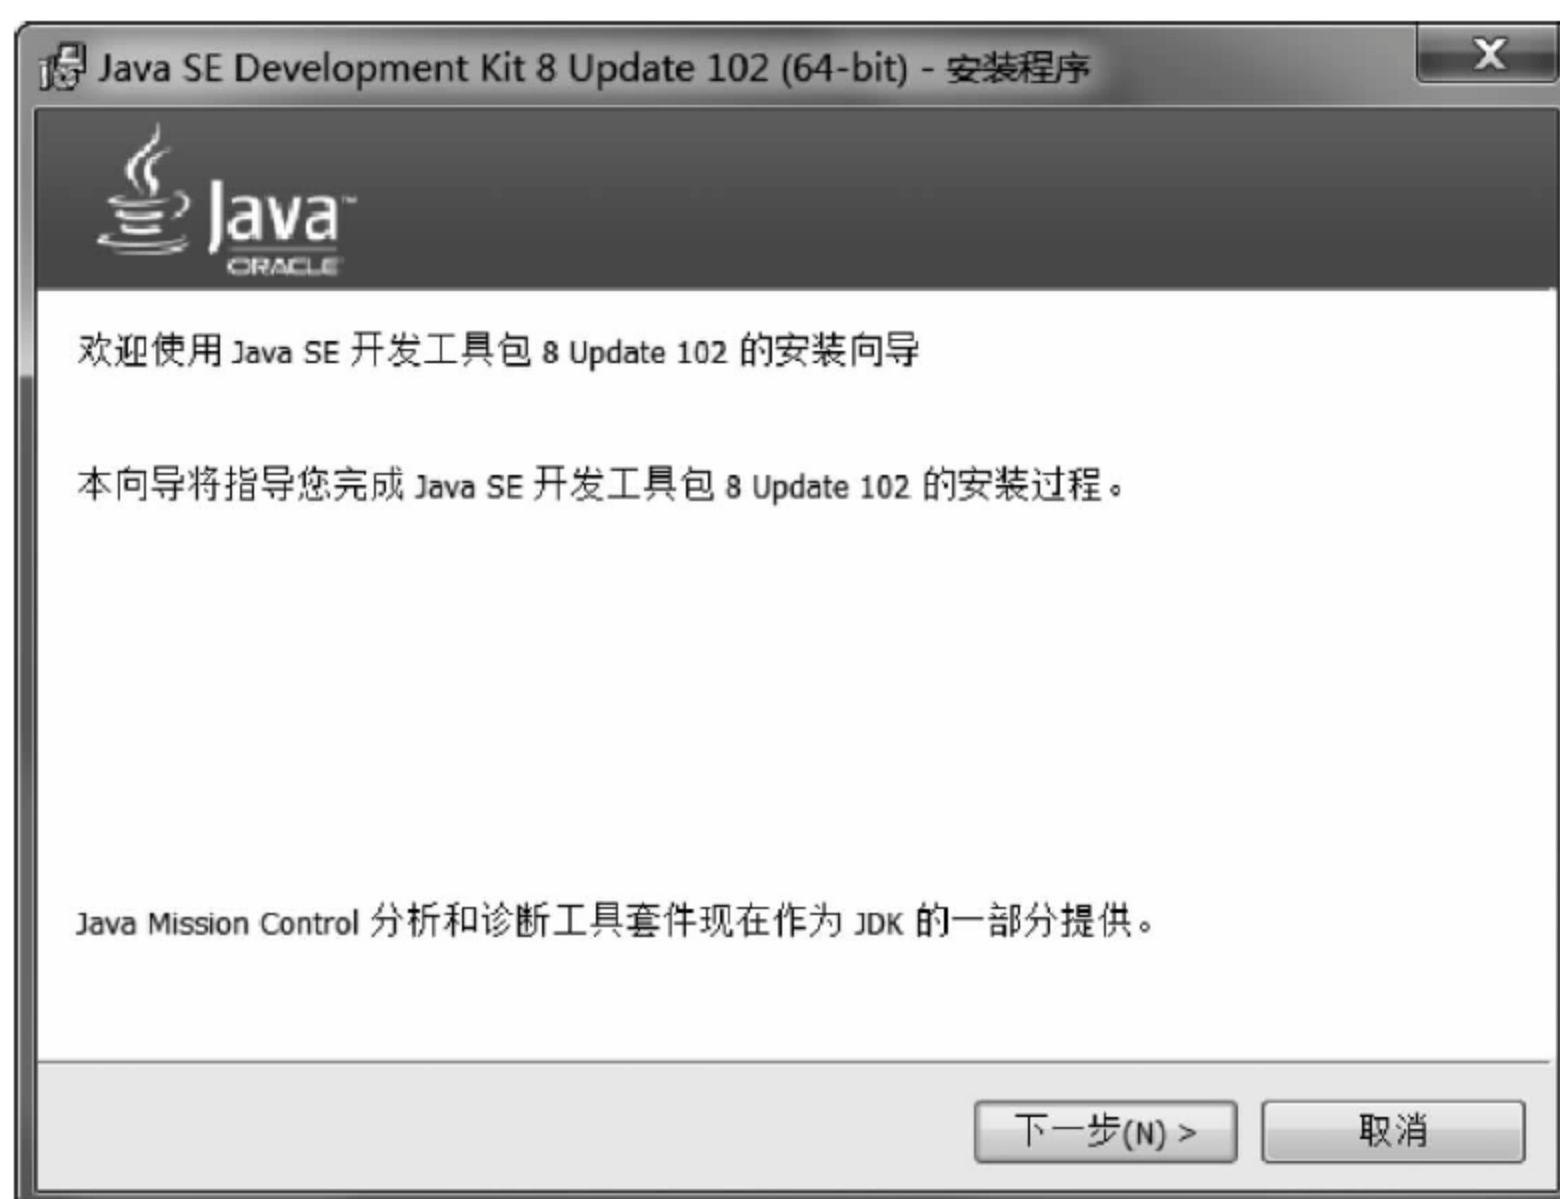 Java SE Development Kit 8 Update 102 (64-bit) - 安装程序
Java™
ORACLE
欢迎使用 Java SE 开发工具包 8 Update 102 的安装向导
本向导将指导您完成 Java SE 开发工具包 8 Update 102 的安装过程。
Java Mission Control 分析和诊断工具套件现在作为 JDK 的一部分提供。
下一步(N) >
取消